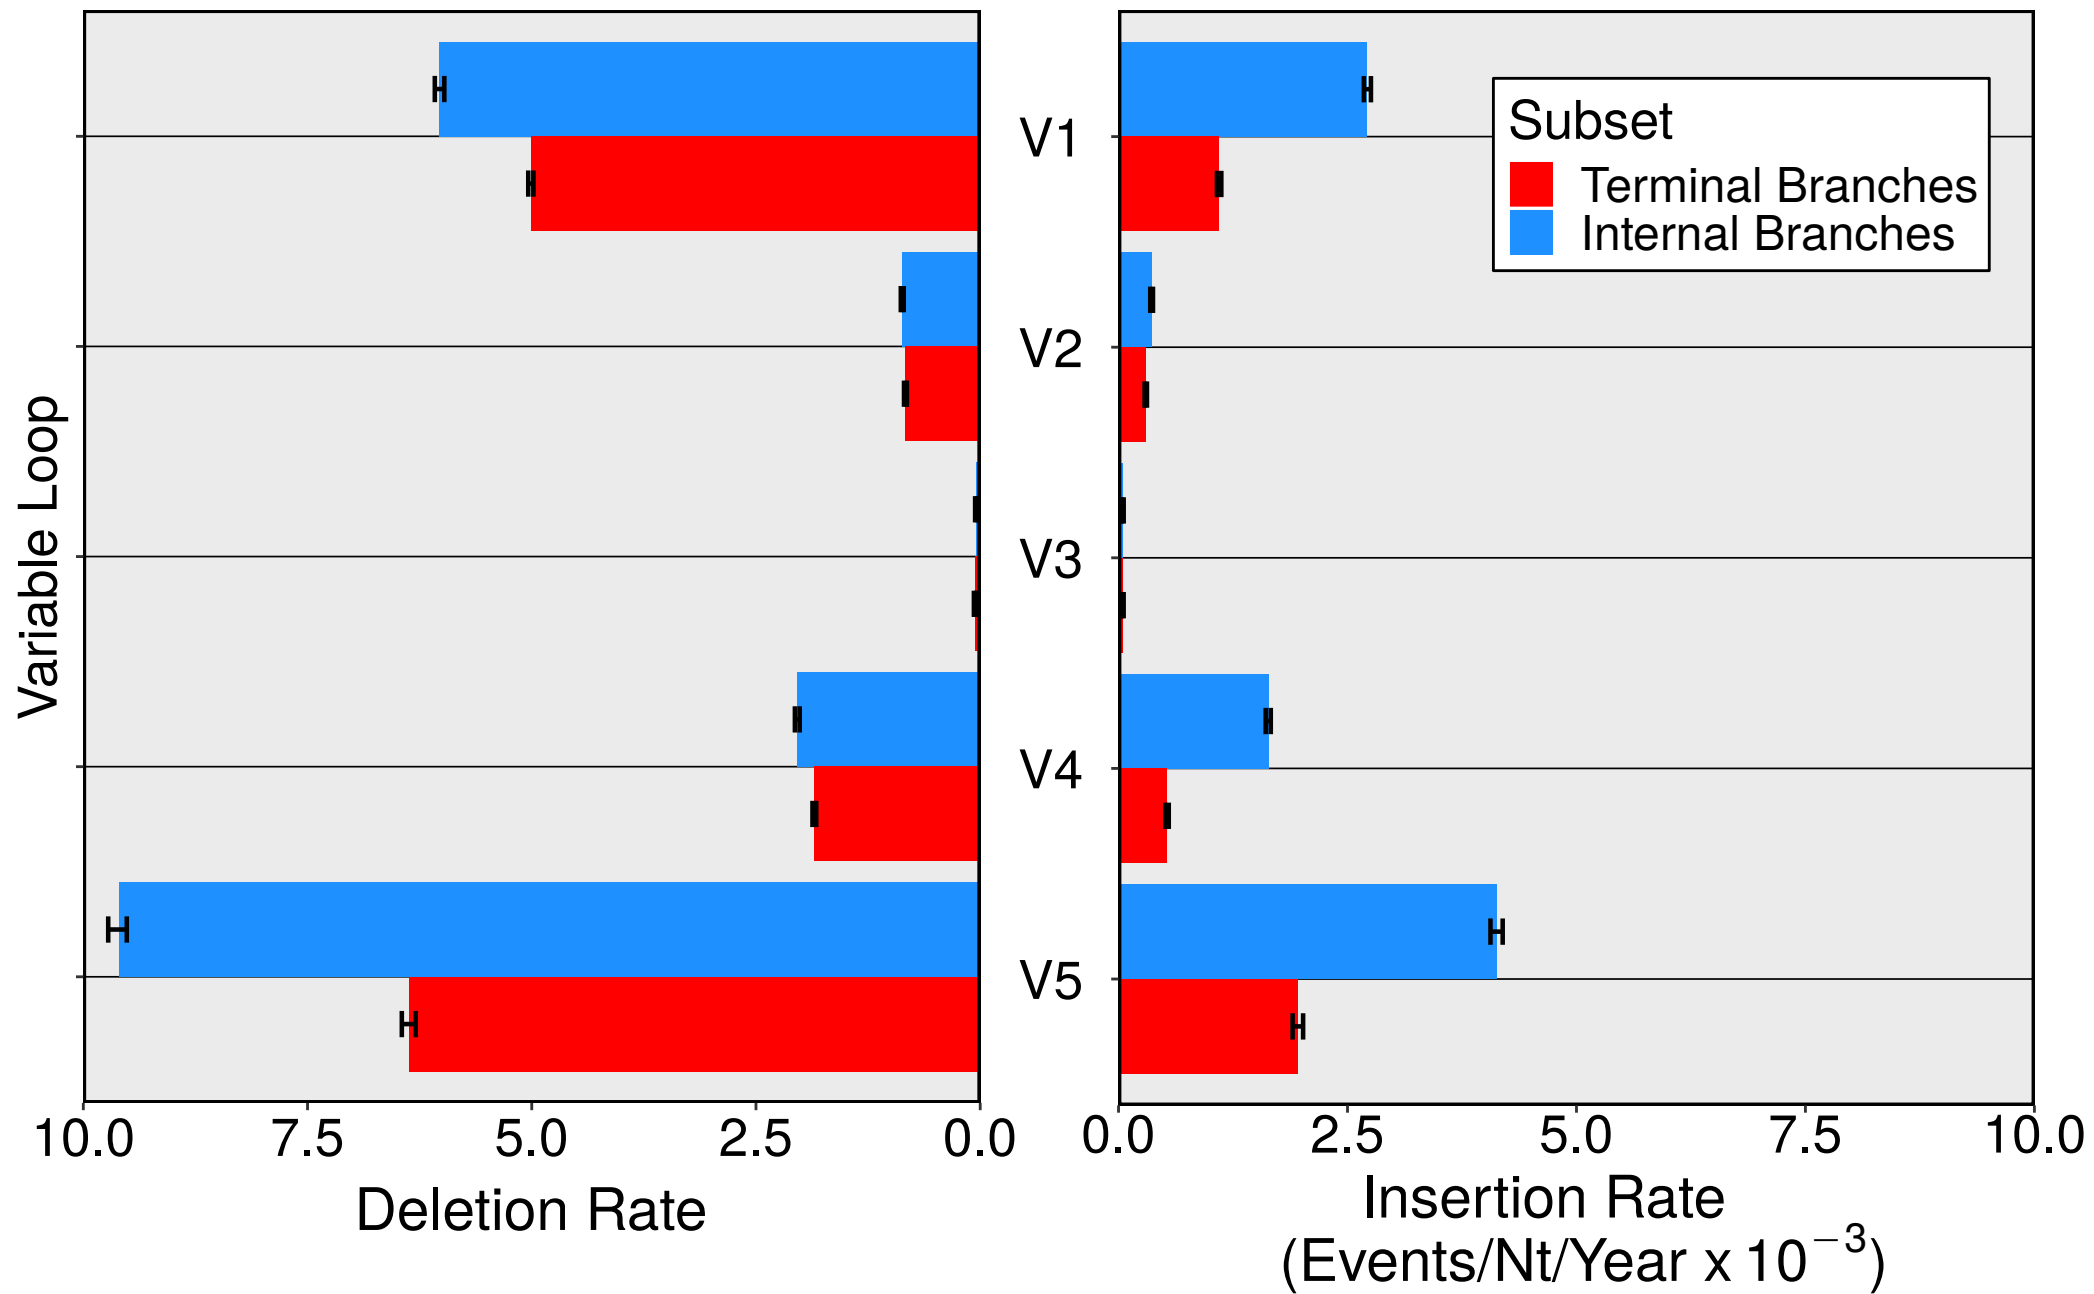 Variable Loop
V1
V2
V3
V4
V5
Subset
Terminal Branches
Internal Branches
10.0 7.5 5.0 2.5 0.0
Deletion Rate
0.0 2.5 5.0 7.5 10.0
Insertion Rate
(Events/Nt/Year x 10⁻³)